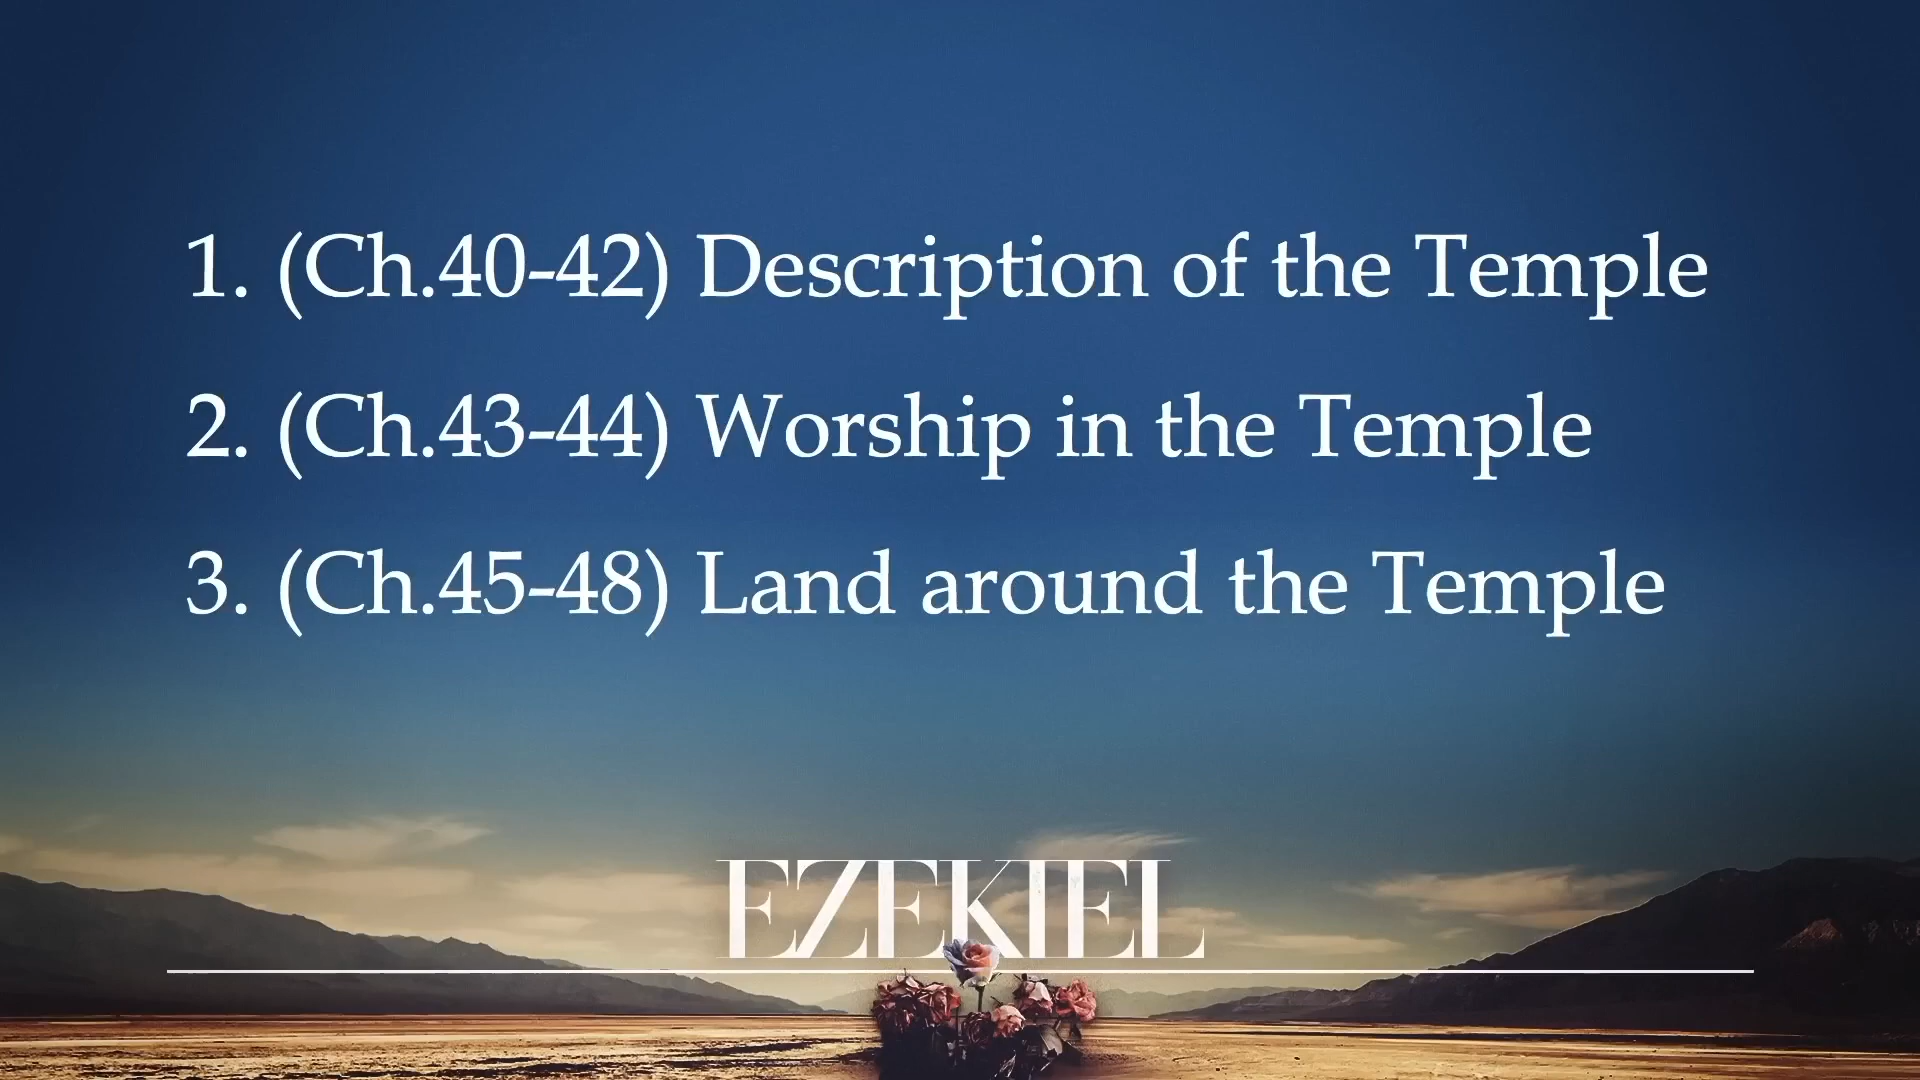 1. (Ch.40-42) Description of the Temple
2. (Ch.43-44) Worship in the Temple
3. (Ch.45-48) Land around the Temple
EZEKIEL